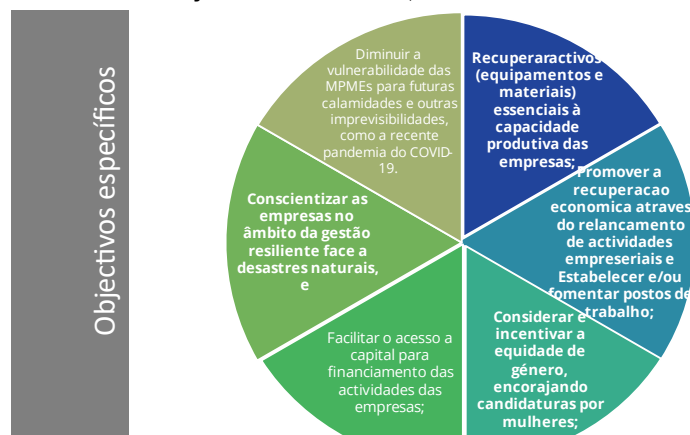 Objectivos específicos
Recuperaractivos
(equipamentos e
materiais)
essenciais à
capacidade
produtiva das
empresas;
Promover a
recuperacao
economica atraves
do relancamento
de actividades
empreseriais e
Estabelecer e/ou
fomentar postos de
trabalho;
Considerar e
incentivar a
equidade de
género,
encorajando
candidaturas por
mulheres;
Facilitar o acesso a
capital para
financiamento das
actividades das
empresas;
Conscientizar as
empresas no
âmbito da gestão
resiliente face a
desastres naturais,
e
Diminuir a
vulnerabilidade das
MPMEs para futuras
calamidades e outras
imprevisibilidades,
como a recente
pandemia do COVID-
19.